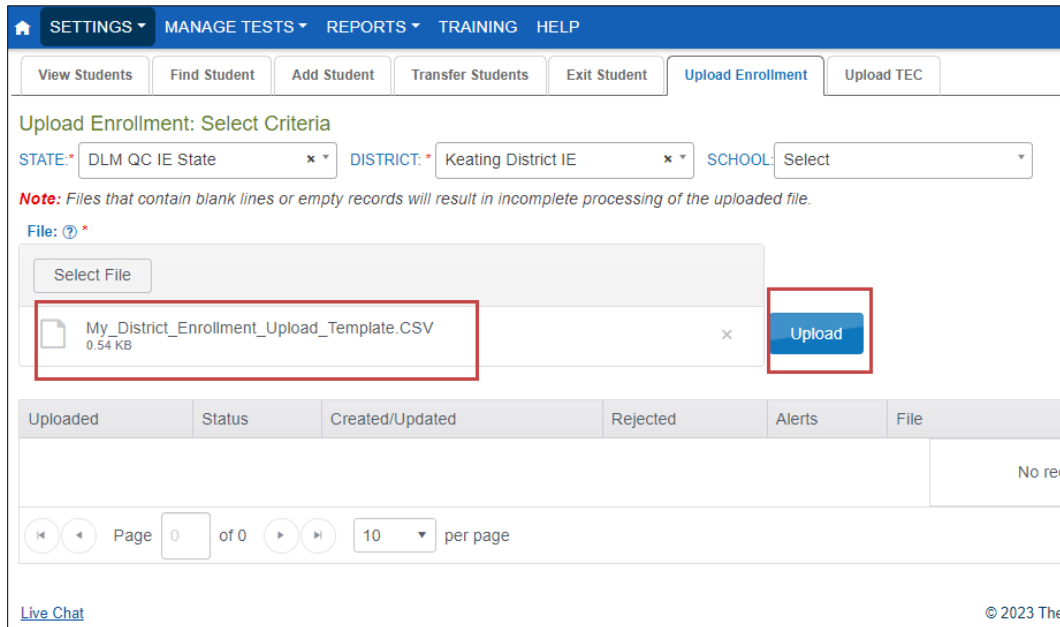 SETTINGS MANAGE TESTS REPORTS TRAINING HELP
View Students Find Student Add Student Transfer Students Exit Student Upload Enrollment Upload TEC
Upload Enrollment: Select Criteria
STATE:* DLM QC IE State × DISTRICT: * Keating District IE × SCHOOL: Select
Note: Files that contain blank lines or empty records will result in incomplete processing of the uploaded file.
File: ? *
Select File
My_District_Enrollment_Upload_Template.CSV
0.54 KB
× Upload
Uploaded Status Created/Updated Rejected Alerts File
No re
Page 0 of 0 10 per page
Live Chat © 2023 The